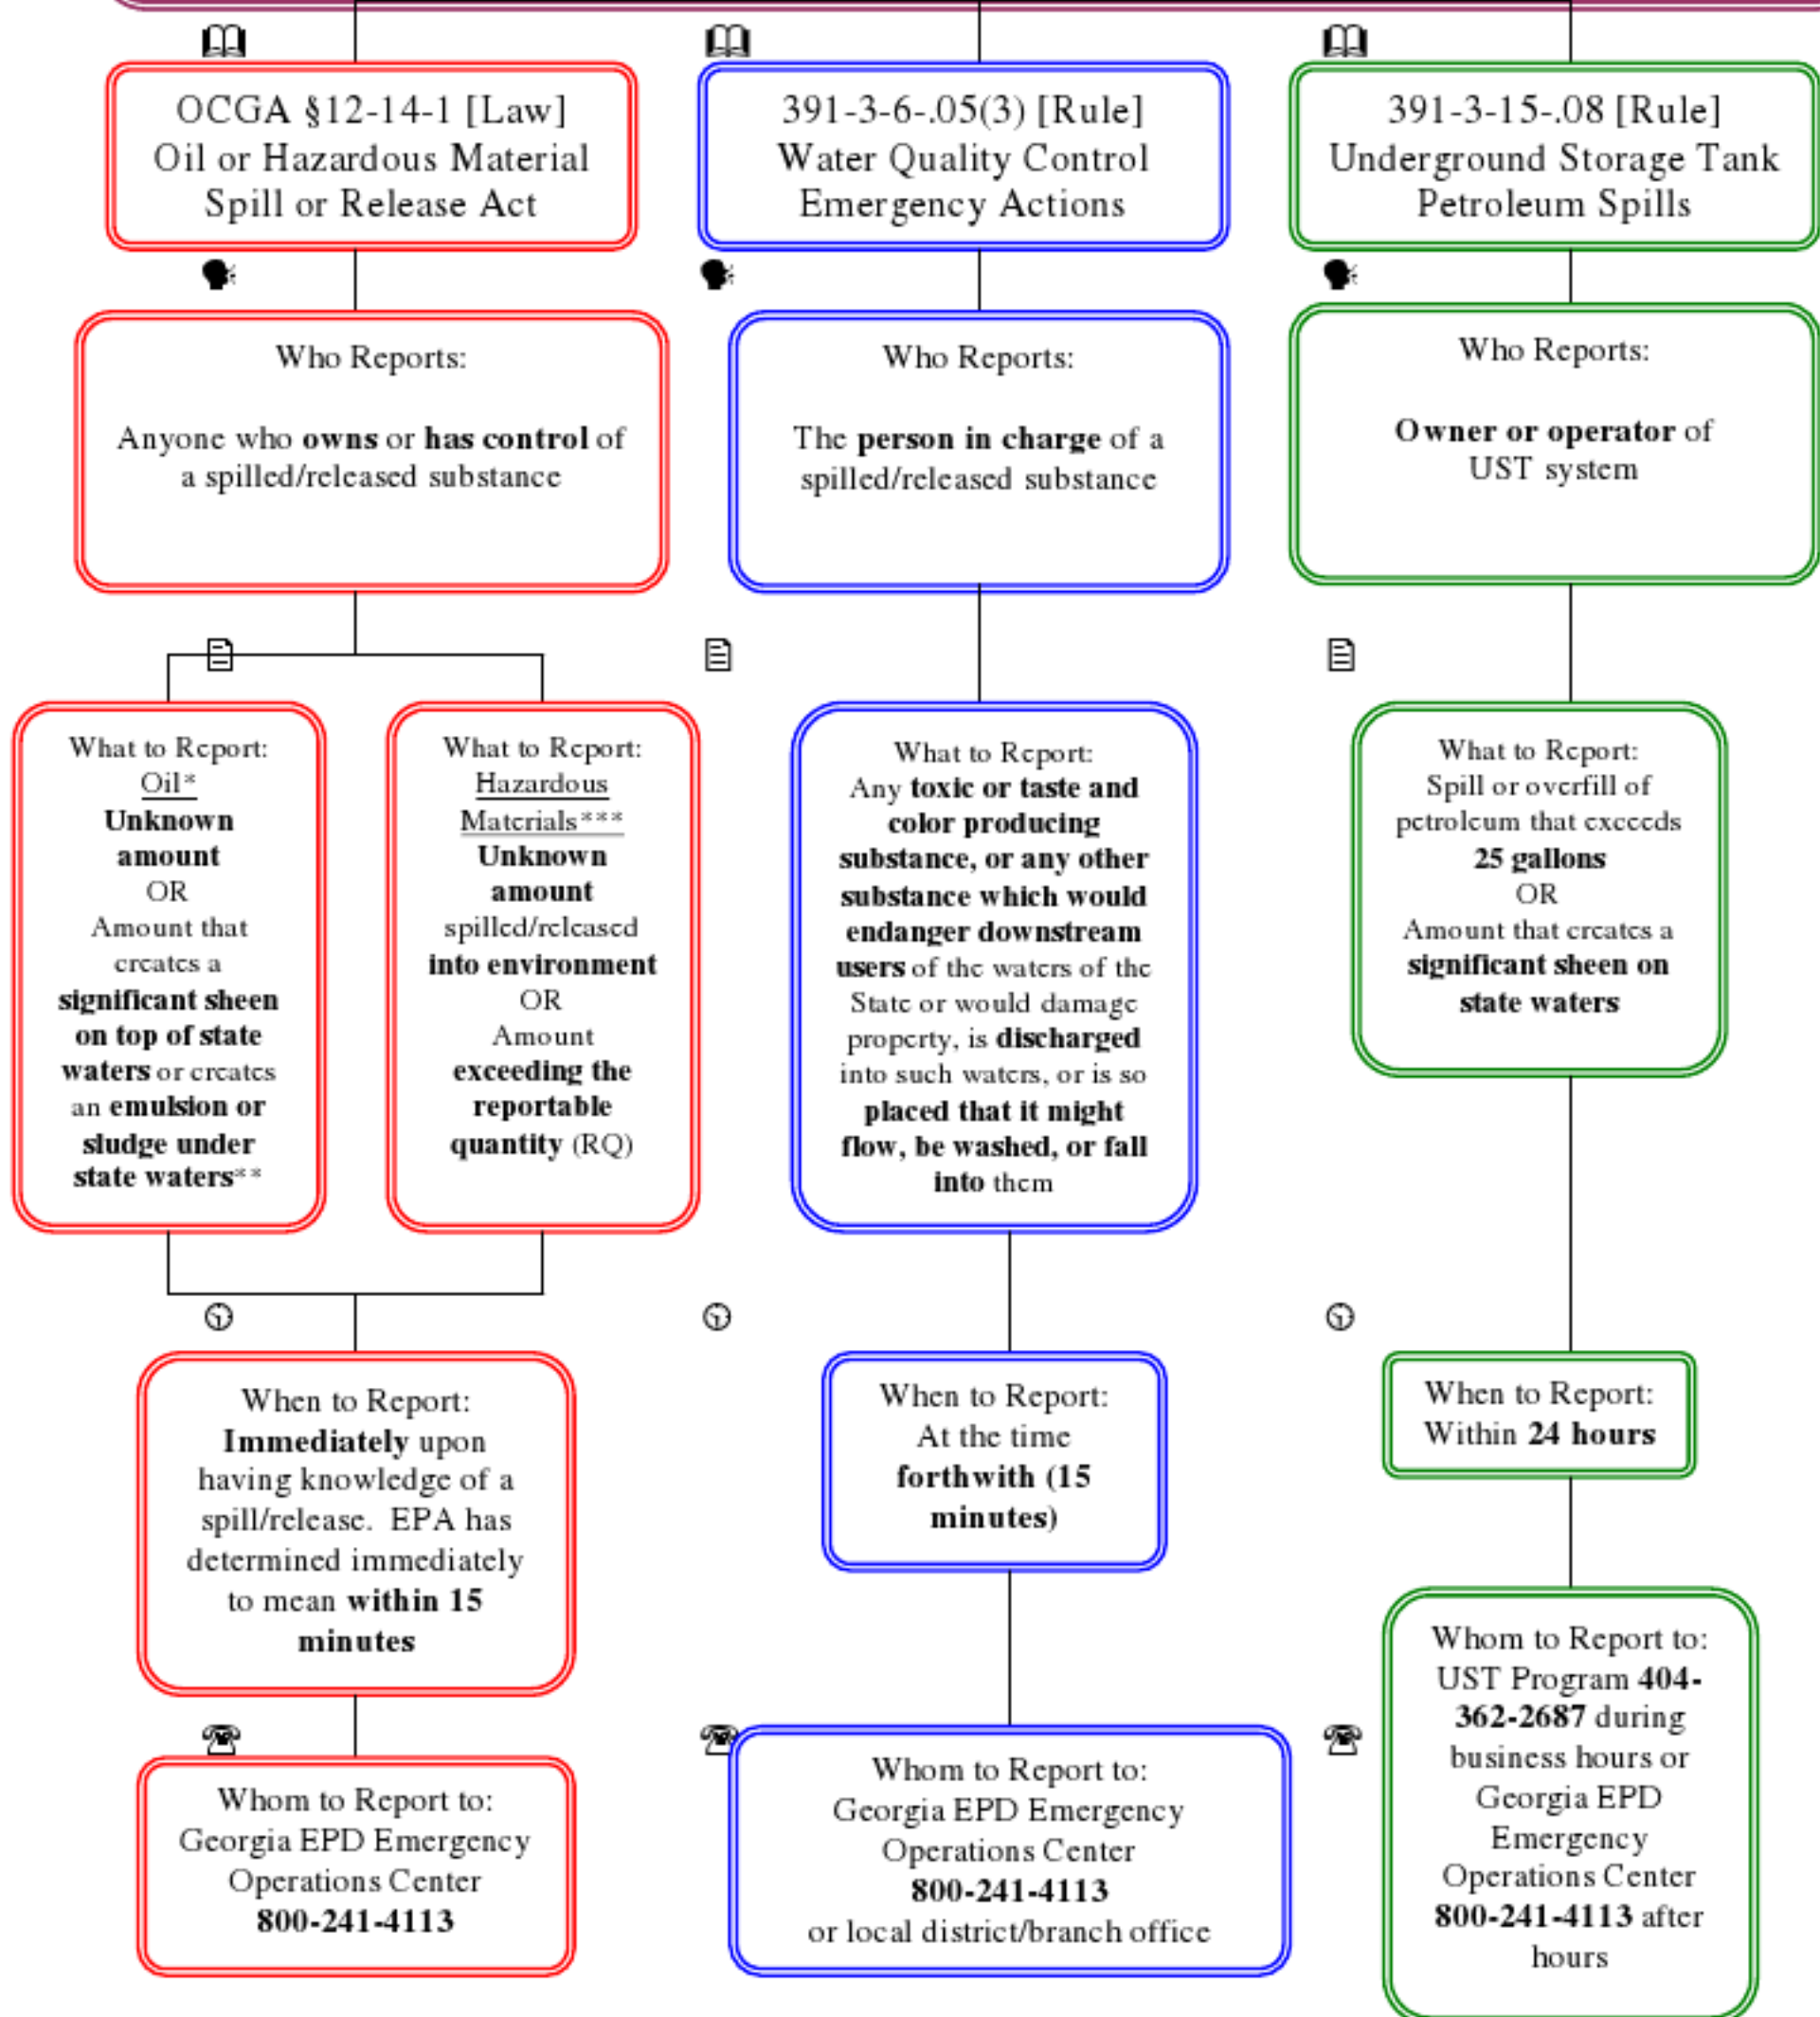 OCGA §12-14-1 [Law]
Oil or Hazardous Material
Spill or Release Act
391-3-6-.05(3) [Rule]
Water Quality Control
Emergency Actions
391-3-15-.08 [Rule]
Underground Storage Tank
Petroleum Spills
Who Reports:
Anyone who owns or has control of
a spilled/released substance
Who Reports:
The person in charge of a
spilled/released substance
Who Reports:
Owner or operator of
UST system
What to Report:
Oil*
Unknown
amount
OR
Amount that
creates a
significant sheen
on top of state
waters or creates
an emulsion or
sludge under
state waters**
What to Report:
Hazardous
Materials***
Unknown
amount
spilled/released
into environment
OR
Amount
exceeding the
reportable
quantity (RQ)
What to Report:
Any toxic or taste and
color producing
substance, or any other
substance which would
endanger downstream
users of the waters of the
State or would damage
property, is discharged
into such waters, or is so
placed that it might
flow, be washed, or fall
into them
What to Report:
Spill or overfill of
petroleum that exceeds
25 gallons
OR
Amount that creates a
significant sheen on
state waters
When to Report:
Immediately upon
having knowledge of a
spill/release.  EPA has
determined immediately
to mean within 15
minutes
When to Report:
At the time
forthwith (15
minutes)
When to Report:
Within 24 hours
Whom to Report to:
Georgia EPD Emergency
Operations Center
800-241-4113
Whom to Report to:
Georgia EPD Emergency
Operations Center
800-241-4113
or local district/branch office
Whom to Report to:
UST Program 404-
362-2687 during
business hours or
Georgia EPD
Emergency
Operations Center
800-241-4113 after
hours